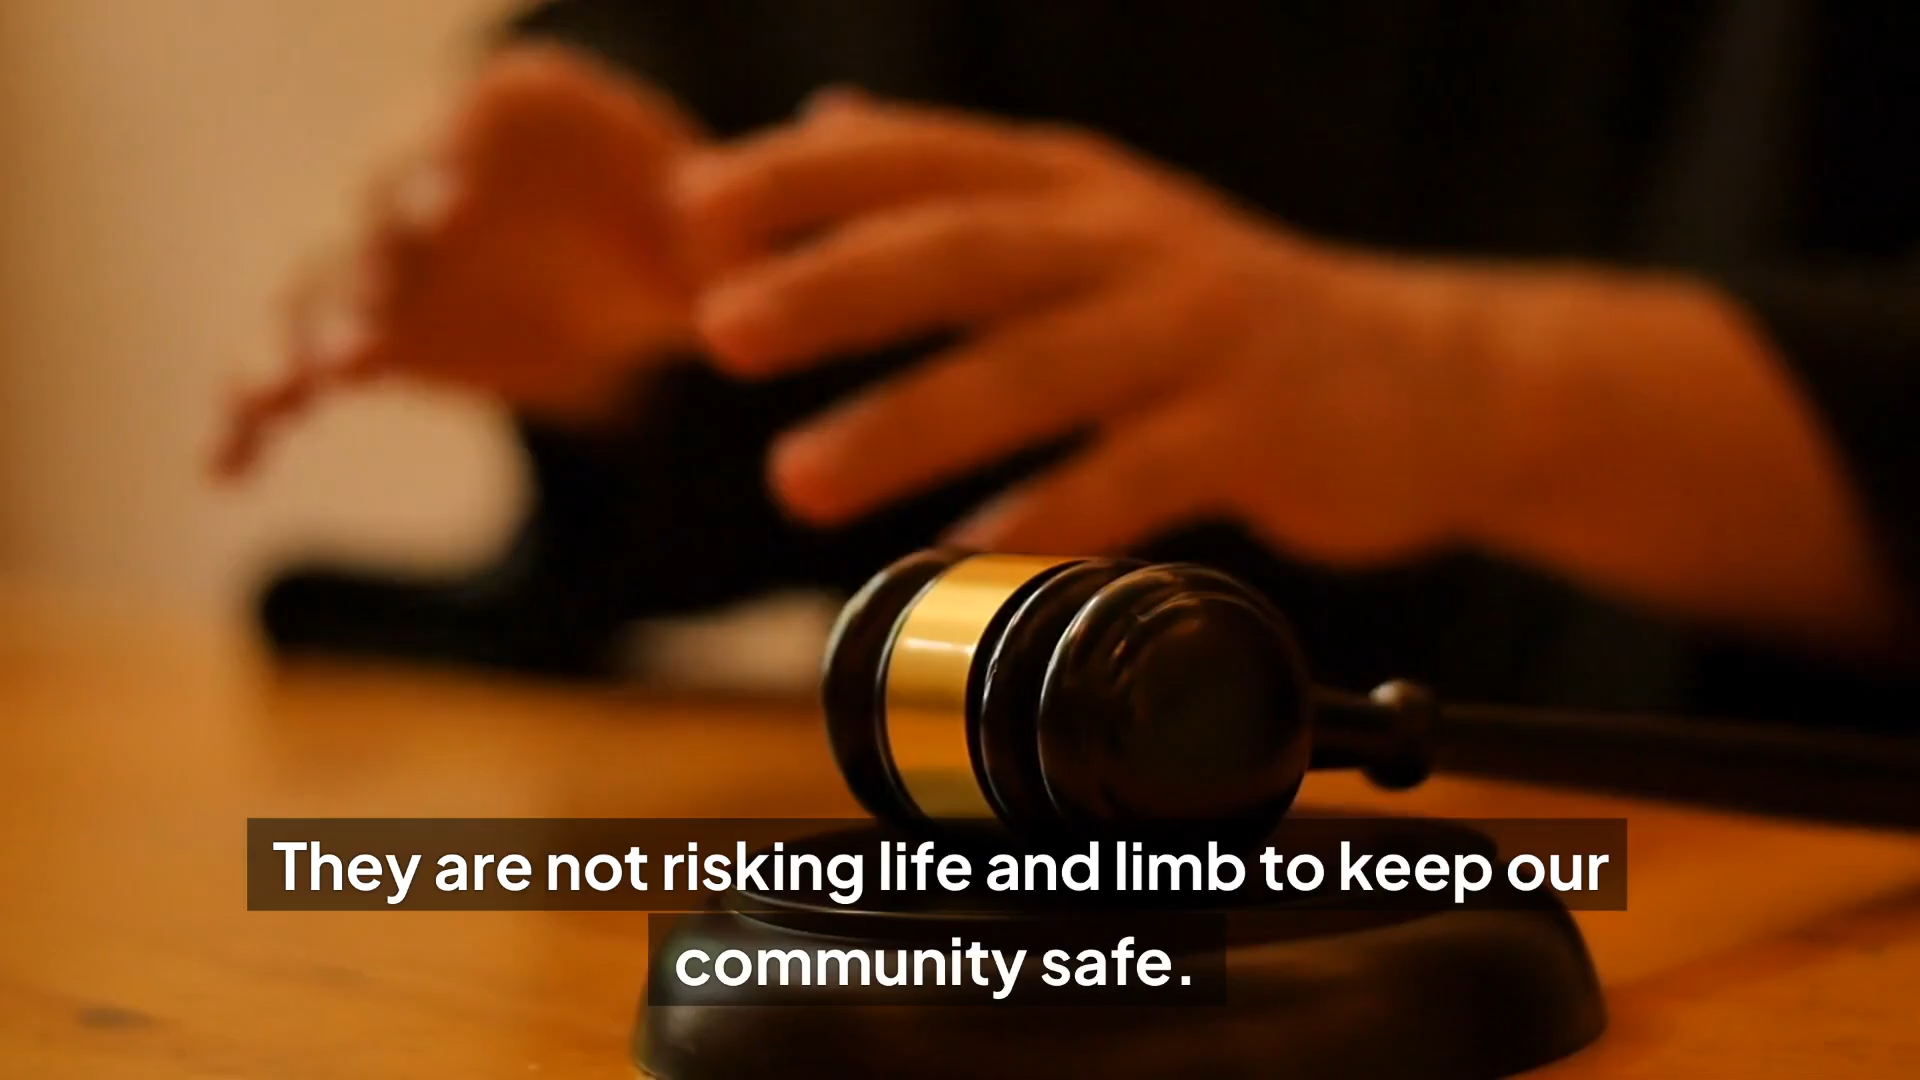 They are not risking life and limb to keep our
community safe.